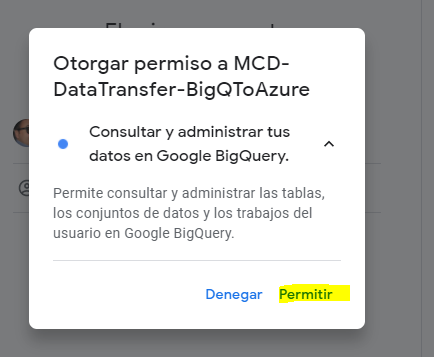 Otorgar permiso a MCD-
DataTransfer-BigQToAzure
Consultar y administrar tus
datos en Google BigQuery.
Permite consultar y administrar las tablas,
los conjuntos de datos y los trabajos del
usuario en Google BigQuery.
Denegar Permitir